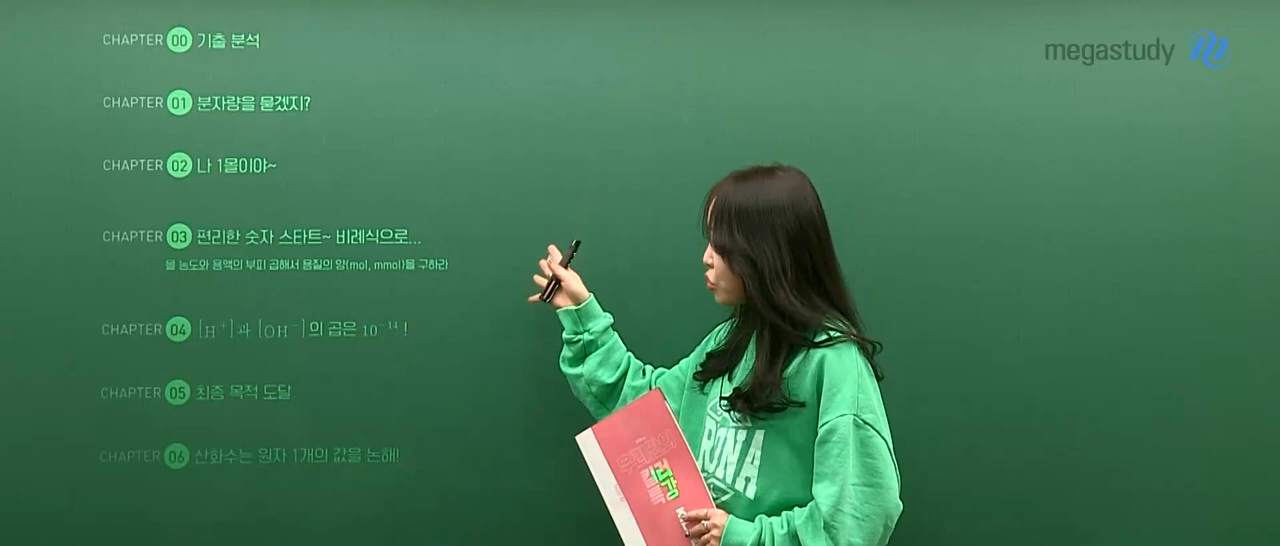 CHAPTER 00 기출 분석
megastudy
CHAPTER 01 분자량을 묻겠지?
CHAPTER 02 나 1몰이야~
CHAPTER 03 편리한 숫자 스타트~ 비례식으로...
몰 농도와 용액의 부피 곱해서 용질의 양(mol, mmol)을 구하라
CHAPTER 04 [H⁺]과 [OH⁻]의 곱은 10⁻¹⁴ !
CHAPTER 05 최종 목적 도달
CHAPTER 06 산화수는 원자 1개의 값을 논해!
RONA